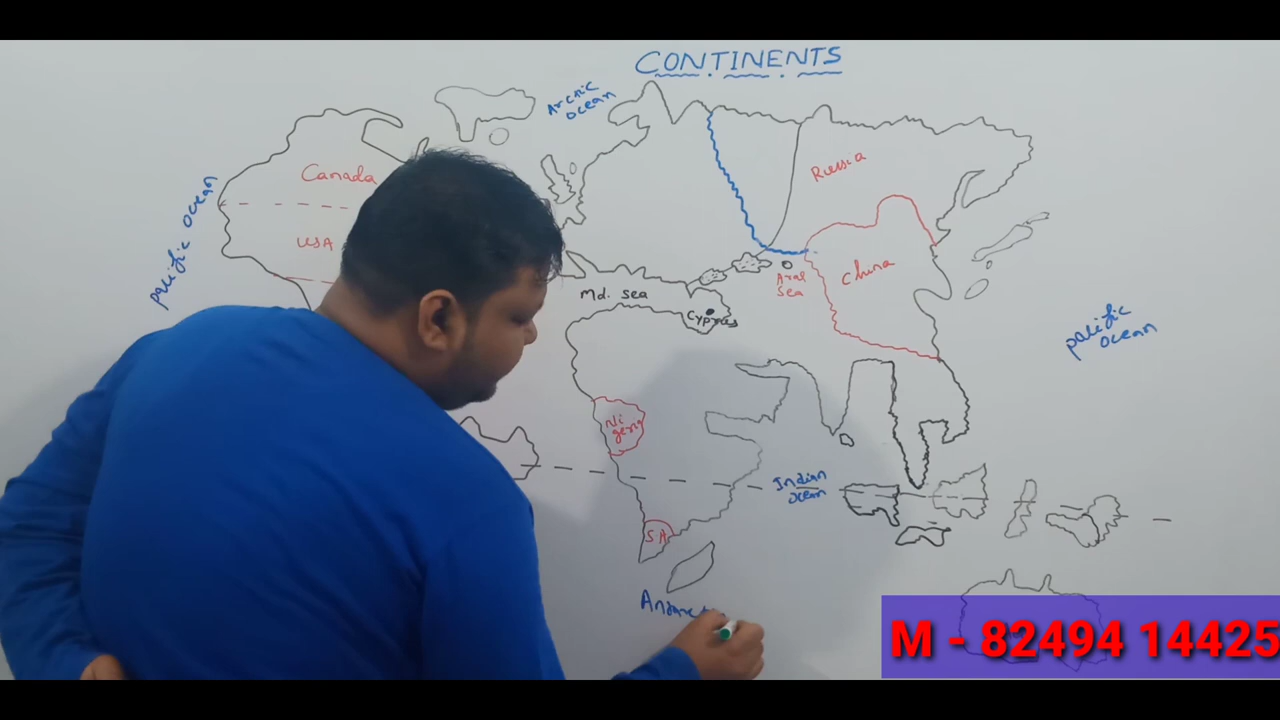 CONTINENTS
Arctic
ocean
Canada
Russia
pacific ocean
USA
China
Md. sea
Aral
Sea
Cyprus
pacific
ocean
Ni
geria
Indian
ocean
SA
M - 82494 14425